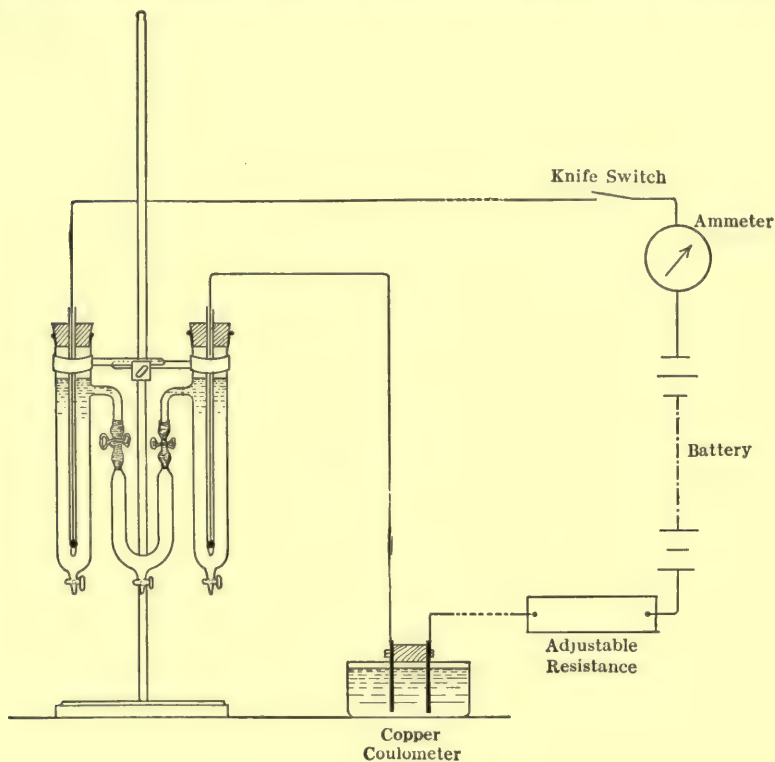 Knife Switch
Ammeter
Battery
Adjustable
Resistance
Copper
Coulometer